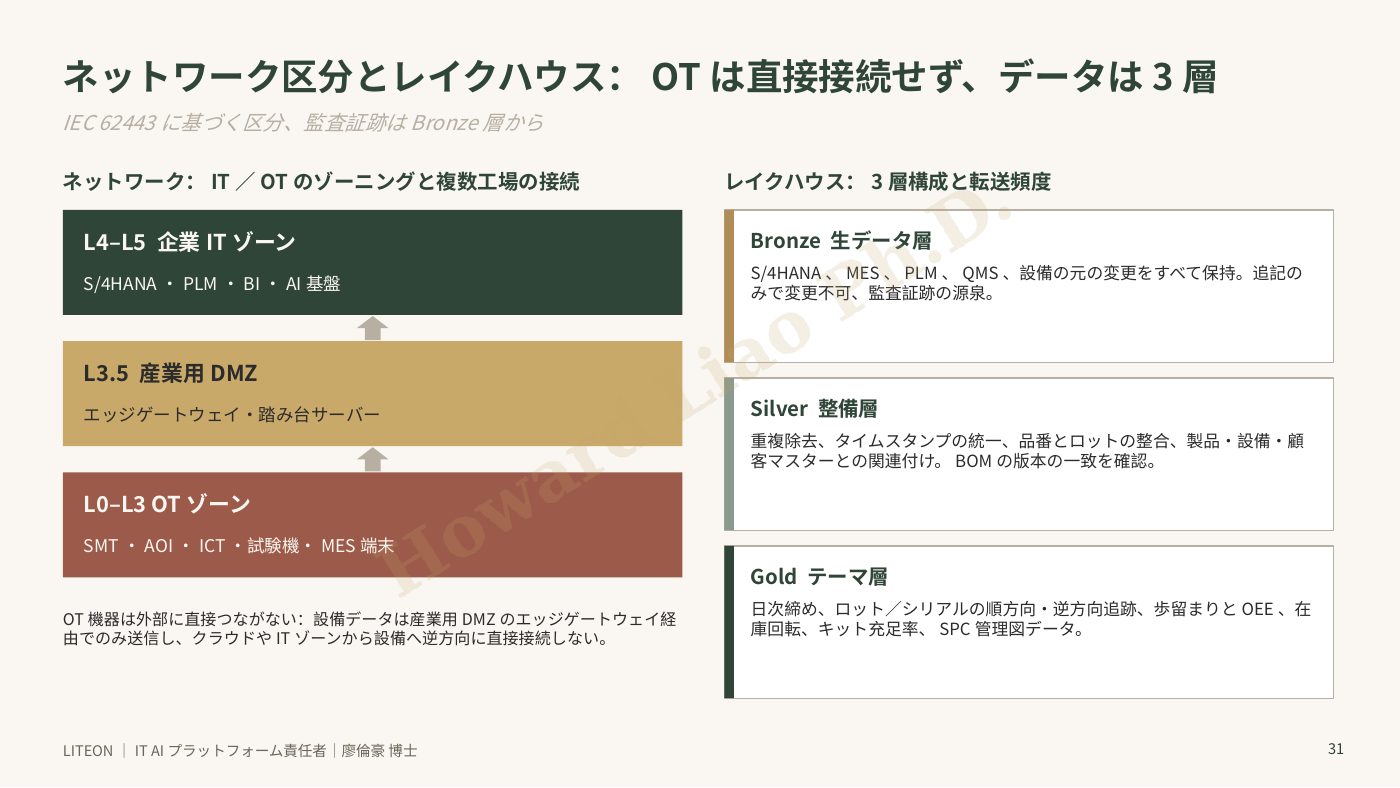 ネットワーク区分とレイクハウス： OT は直接接続せず、データは 3 層
IEC 62443 に基づく区分、監査証跡は Bronze 層から
ネットワーク： IT ／ OT のゾーニングと複数工場の接続
L4–L5 企業 IT ゾーン
S/4HANA ・ PLM ・ BI ・ AI 基盤
L3.5 産業用 DMZ
エッジゲートウェイ・踏み台サーバー
L0–L3 OT ゾーン
SMT ・ AOI ・ ICT ・試験機・ MES 端末
OT 機器は外部に直接つながない：設備データは産業用 DMZ のエッジゲートウェイ経
由でのみ送信し、クラウドや IT ゾーンから設備へ逆方向に直接接続しない。
レイクハウス： 3 層構成と転送頻度
Bronze 生データ層
S/4HANA 、 MES 、 PLM 、 QMS 、設備の元の変更をすべて保持。追記の
みで変更不可、監査証跡の源泉。
Silver 整備層
重複除去、タイムスタンプの統一、品番とロットの整合、製品・設備・顧
客マスターとの関連付け。 BOM の版本の一致を確認。
Gold テーマ層
日次締め、ロット／シリアルの順方向・逆方向追跡、歩留まりと OEE 、在
庫回転、キット充足率、 SPC 管理図データ。
Howard Liao Ph.D.
LITEON ｜ IT AI プラットフォーム責任者｜廖倫豪 博士
31